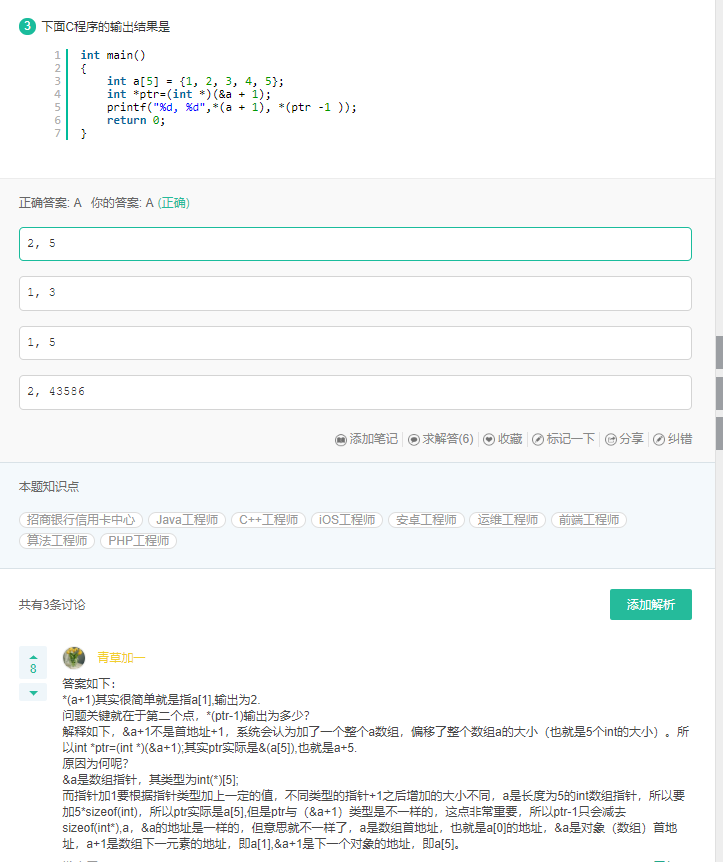 3 下面C程序的输出结果是
1 int main()
2 {
3 int a[5] = {1, 2, 3, 4, 5};
4 int *ptr=(int *)(&a + 1);
5 printf("%d, %d",*(a + 1), *(ptr -1 ));
6 return 0;
7 }
正确答案: A 你的答案: A (正确)
2, 5
1, 3
1, 5
2, 43586
添加笔记 求解答(6) 收藏 标记一下 分享 纠错
本题知识点
招商银行信用卡中心 Java工程师 C++工程师 iOS工程师 安卓工程师 运维工程师 前端工程师
算法工程师 PHP工程师
共有3条讨论 添加解析
8 青草加一
答案如下：
*(a+1)其实很简单就是指a[1],输出为2.
问题关键就在于第二个点，*(ptr-1)输出为多少？
解释如下，&a+1不是首地址+1，系统会认为加了一个整个a数组，偏移了整个数组a的大小（也就是5个int的大小）。所
以int *ptr=(int *)(&a+1);其实ptr实际是&(a[5]),也就是a+5.
原因为何呢？
&a是数组指针，其类型为int(*)[5];
而指针加1要根据指针类型加上一定的值，不同类型的指针+1之后增加的大小不同，a是长度为5的int数组指针，所以要
加5*sizeof(int)，所以ptr实际是a[5],但是ptr与（&a+1）类型是不一样的，这点非常重要，所以ptr-1只会减去
sizeof(int*),a，&a的地址是一样的，但意思就不一样了，a是数组首地址，也就是a[0]的地址，&a是对象（数组）首地
址，a+1是数组下一元素的地址，即a[1],&a+1是下一个对象的地址，即a[5]。